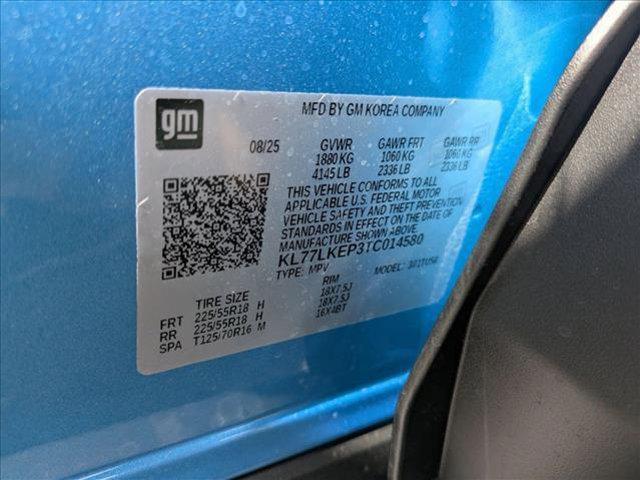 gm
MFD BY GM KOREA COMPANY
08/25 GVWR GAWR FRT GAWR RR
1880 KG 1060 KG 1060 KG
4145 LB 2336 LB 2336 LB
THIS VEHICLE CONFORMS TO ALL
APPLICABLE U.S. FEDERAL MOTOR
VEHICLE SAFETY AND THEFT PREVENTION
STANDARDS IN EFFECT ON THE DATE OF
MANUFACTURE SHOWN ABOVE.
KL77LKEP3TC014580
TYPE: MPV MODEL:
TIRE SIZE RIM
FRT 225/55R18 H 18X7.5J
RR 225/55R18 H 18X7.5J
SPA T125/70R16 M 16X4BT